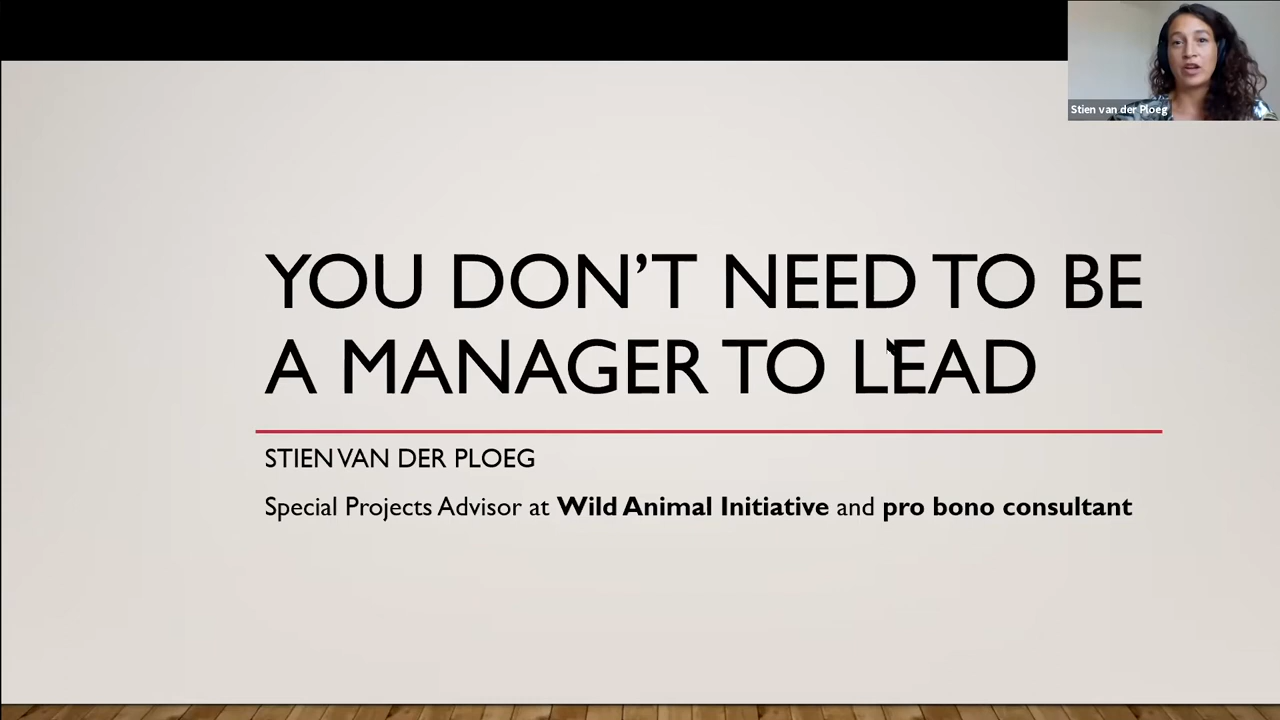 Stien van der Ploeg
YOU DON’T NEED TO BE
A MANAGER TO LEAD
STIEN VAN DER PLOEG
Special Projects Advisor at Wild Animal Initiative and pro bono consultant